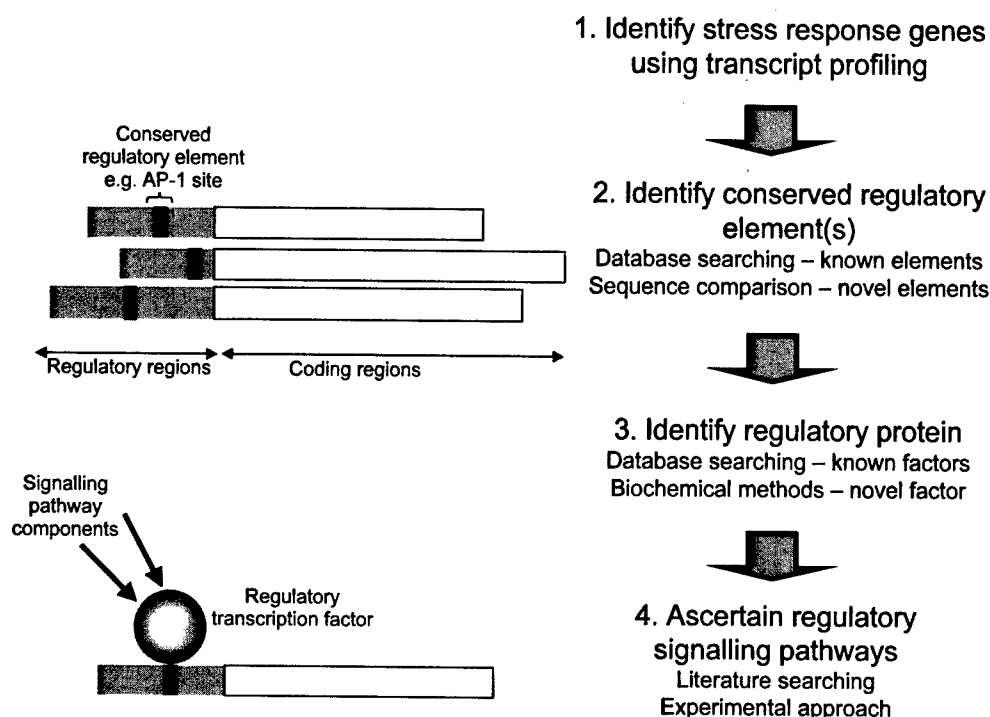 1. Identify stress response genes
using transcript profiling
Conserved
regulatory element
e.g. AP-1 site
2. Identify conserved regulatory
element(s)
Database searching – known elements
Sequence comparison – novel elements
Regulatory regions
Coding regions
3. Identify regulatory protein
Database searching – known factors
Biochemical methods – novel factor
Signalling
pathway
components
Regulatory
transcription factor
4. Ascertain regulatory
signalling pathways
Literature searching
Experimental approach